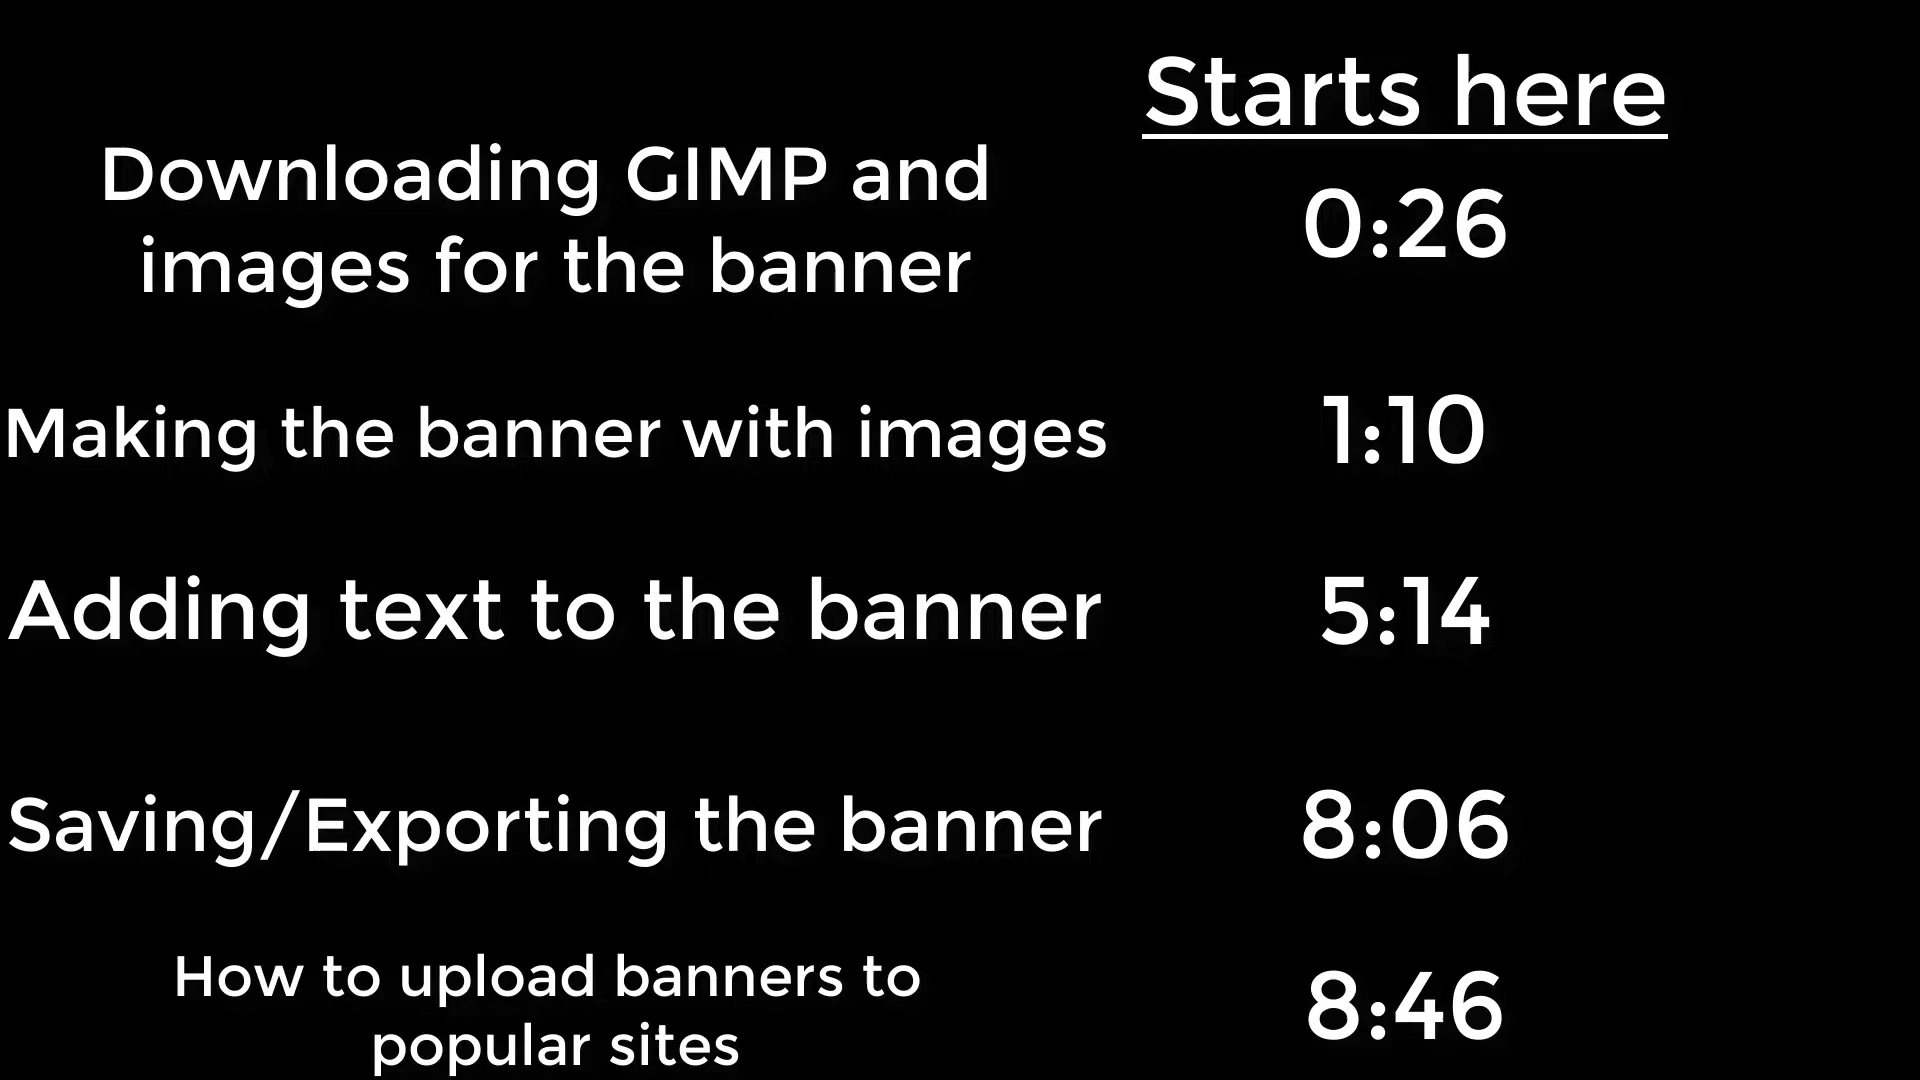 Starts here
Downloading GIMP and
images for the banner
0:26
Making the banner with images
1:10
Adding text to the banner
5:14
Saving/Exporting the banner
8:06
How to upload banners to
popular sites
8:46